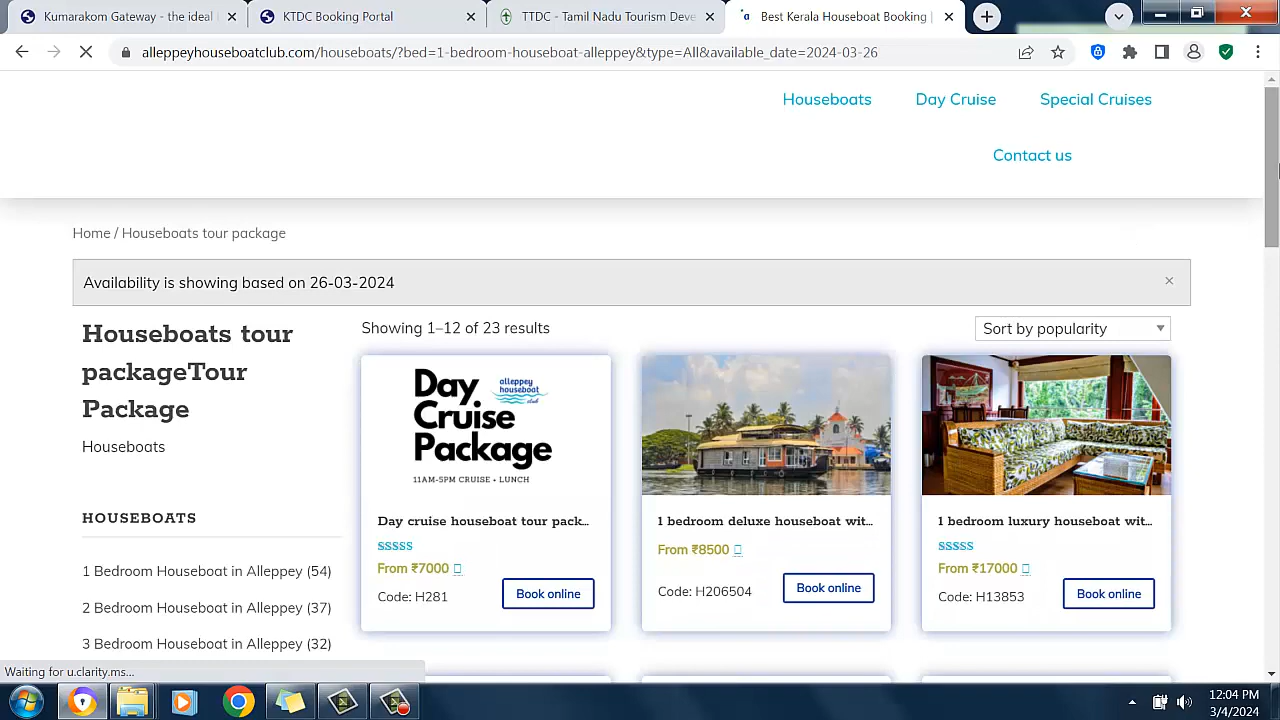 Kumarakom Gateway - the ideal
KTDC Booking Portal
TTDC - Tamil Nadu Tourism Deve
Best Kerala Houseboat Booking |
alleppeyhouseboatclub.com/houseboats/?bed=1-bedroom-houseboat-alleppey&type=All&available_date=2024-03-26
Houseboats
Day Cruise
Special Cruises
Contact us
Home / Houseboats tour package
Availability is showing based on 26-03-2024
Houseboats tour
packageTour
Package
Houseboats
HOUSEBOATS
1 Bedroom Houseboat in Alleppey (54)
2 Bedroom Houseboat in Alleppey (37)
3 Bedroom Houseboat in Alleppey (32)
Showing 1–12 of 23 results
Sort by popularity
Day
Cruise
Package
alleppey
houseboat
club
11AM-5PM CRUISE + LUNCH
Day cruise houseboat tour pack...
SSSSS
From ₹7000
Code: H281
Book online
1 bedroom deluxe houseboat wit...
From ₹8500
Code: H206504
Book online
1 bedroom luxury houseboat wit...
SSSSS
From ₹17000
Code: H13853
Book online
Waiting for u.clarity.ms...
12:04 PM
3/4/2024